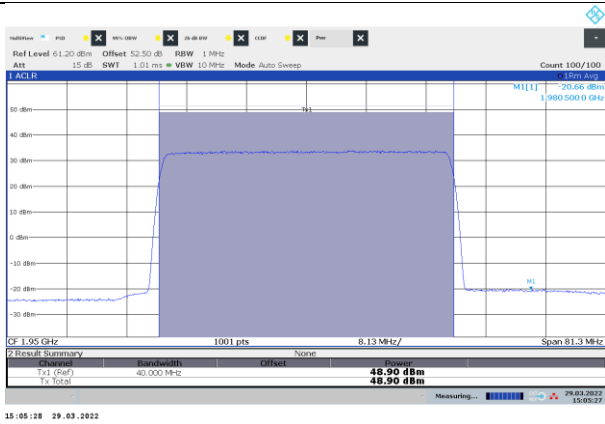 MultiView PSD 99% OBW 26 dB BW CCDF Pwr
Ref Level 61.20 dBm Offset 52.50 dB RBW 1 MHz
Att 15 dB SWT 1.01 ms VBW 10 MHz Mode Auto Sweep Count 100/100
1 ACLR 1Rm Avg
M1[1] -20.66 dBm
1.980 500 0 GHz
Tx1
50 dBm
40 dBm
30 dBm
20 dBm
10 dBm
0 dBm
-10 dBm
-20 dBm
M1
-30 dBm
CF 1.95 GHz 1001 pts 8.13 MHz/ Span 81.3 MHz
2 Result Summary None
Channel Bandwidth Offset Power
Tx1 (Ref) 40.000 MHz 48.90 dBm
Tx Total 48.90 dBm
Measuring... 29.03.2022
15:05:27
15:05:28 29.03.2022